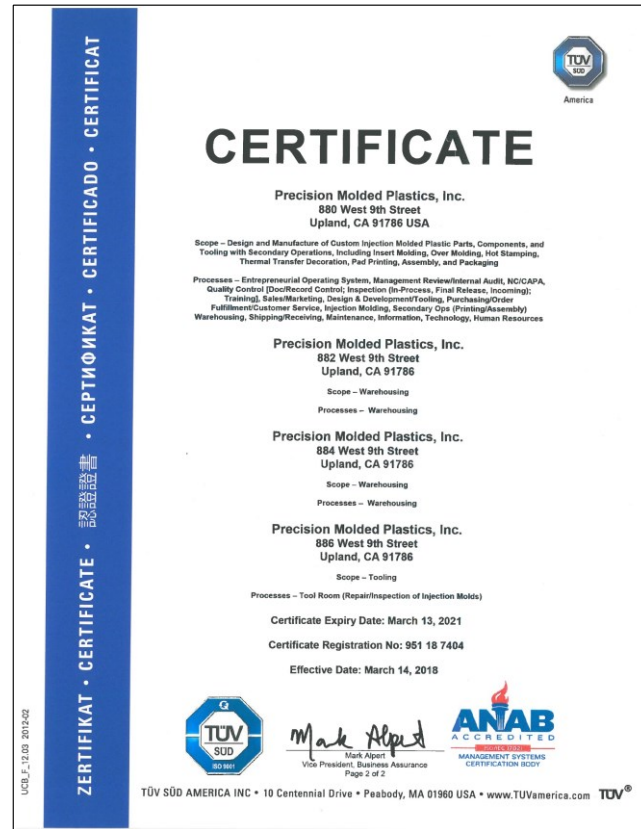 TÜV
SÜD
America
CERTIFICATE
Precision Molded Plastics, Inc.
880 West 9th Street
Upland, CA 91786 USA
Scope – Design and Manufacture of Custom Injection Molded Plastic Parts, Components, and
Tooling with Secondary Operations, Including Insert Molding, Over Molding, Hot Stamping,
Thermal Transfer Decoration, Pad Printing, Assembly, and Packaging
Processes – Entrepreneurial Operating System, Management Review/Internal Audit, NC/CAPA,
Quality Control [Doc/Record Control; Inspection (In-Process, Final Release, Incoming);
Training], Sales/Marketing, Design & Development/Tooling, Purchasing/Order
Fulfillment/Customer Service, Injection Molding, Secondary Ops (Printing/Assembly)
Warehousing, Shipping/Receiving, Maintenance, Information, Technology, Human Resources
Precision Molded Plastics, Inc.
882 West 9th Street
Upland, CA 91786
Scope – Warehousing
Processes – Warehousing
Precision Molded Plastics, Inc.
884 West 9th Street
Upland, CA 91786
Scope – Warehousing
Processes – Warehousing
Precision Molded Plastics, Inc.
886 West 9th Street
Upland, CA 91786
Scope – Tooling
Processes – Tool Room (Repair/Inspection of Injection Molds)
Certificate Expiry Date: March 13, 2021
Certificate Registration No: 951 18 7404
Effective Date: March 14, 2018
Q
TÜV
SÜD
ISO 9001
Mark Alpert
Mark Alpert
Vice President, Business Assurance
Page 2 of 2
ANAB
ACCREDITED
MANAGEMENT SYSTEMS
CERTIFICATION BODY
TÜV SÜD AMERICA INC • 10 Centennial Drive • Peabody, MA 01960 USA • www.TUVamerica.com TÜV®
ZERTIFIKAT • CERTIFICATE • 認證證書 • СЕРТИФИКАТ • CERTIFICADO • CERTIFICAT
UCB_F_12.03 2012-02